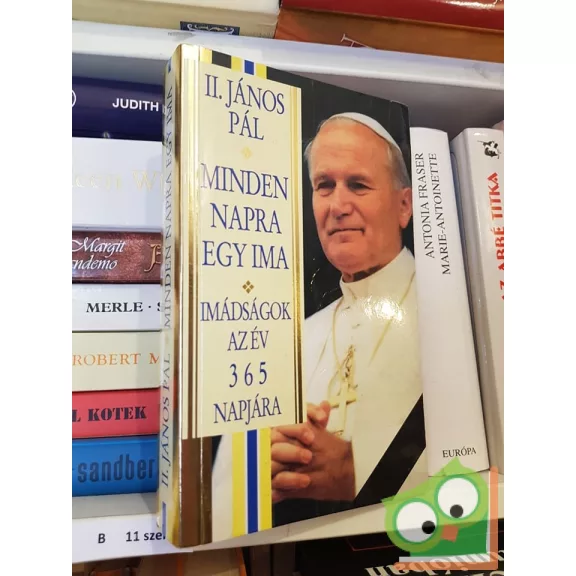 II. JÁNOS
PÁL
MINDEN
NAPRA
EGY IMA
IMÁDSÁGOK
AZ ÉV
365
NAPJÁRA
II. JÁNOS PÁL MINDEN NAPRA EGY IMA
JUDITH
Margit
MERLE · S
ROBERT M
KOTEK
sandber
B 11 sze
ANTONIA FRASER
MARIE-ANTOINETTE
EURÓPA
AZ ABBÉ TITKA